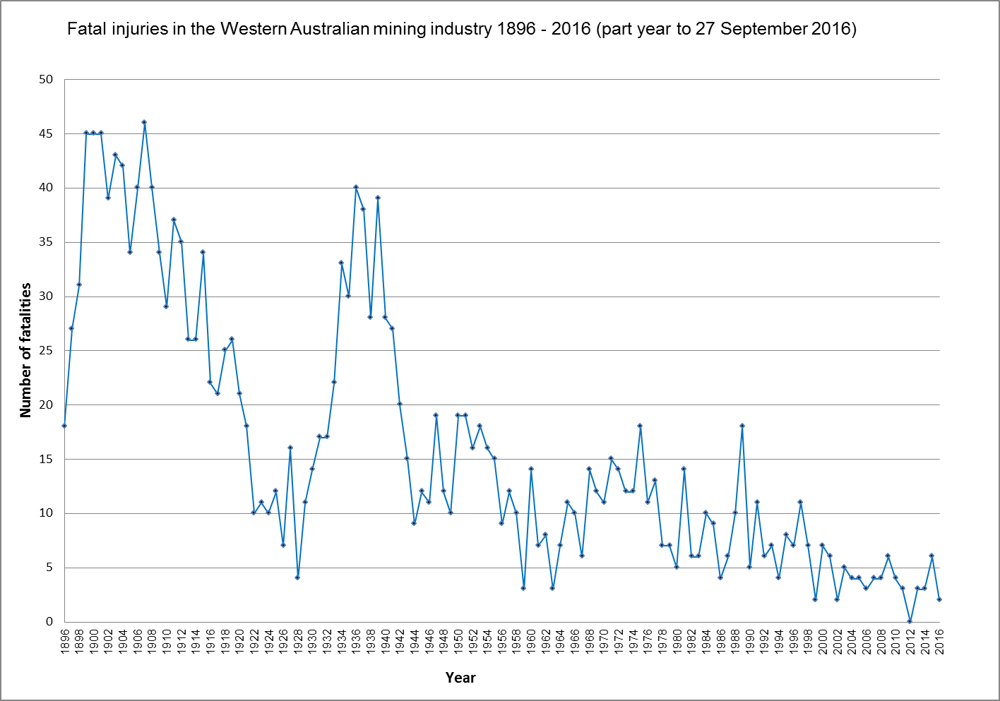 Fatal injuries in the Western Australian mining industry 1896 - 2016 (part year to 27 September 2016)
50
45
40
35
30
25
20
15
10
5
0
Number of fatalities
1896 1898 1900 1902 1904 1906 1908 1910 1912 1914 1916 1918 1920 1922 1924 1926 1928 1930 1932 1934 1936 1938 1940 1942 1944 1946 1948 1950 1952 1954 1956 1958 1960 1962 1964 1966 1968 1970 1972 1974 1976 1978 1980 1982 1984 1986 1988 1990 1992 1994 1996 1998 2000 2002 2004 2006 2008 2010 2012 2014 2016
Year